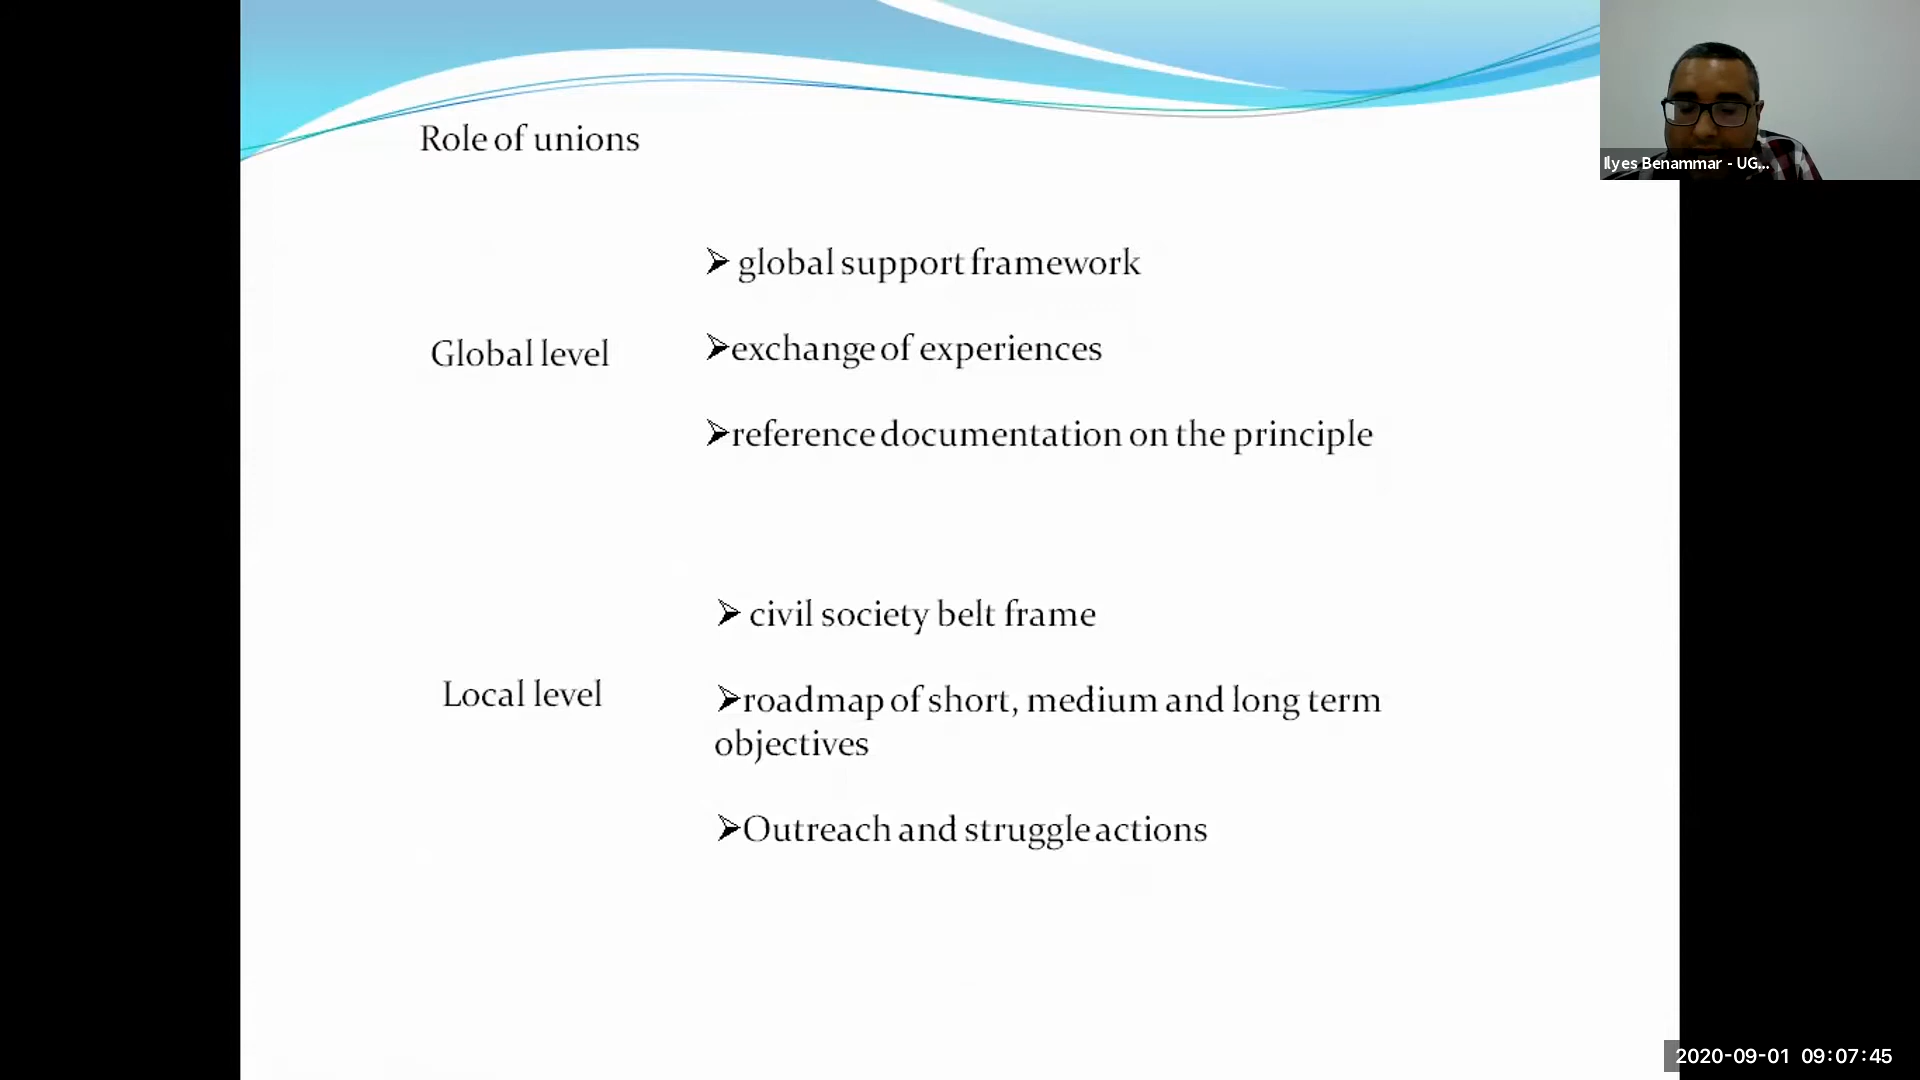 Role of unions
Ilyes Benammar - UG...
➢ global support framework
Global level
➢exchange of experiences
➢reference documentation on the principle
➢ civil society belt frame
Local level
➢roadmap of short, medium and long term
objectives
➢Outreach and struggle actions
2020-09-01 09:07:45